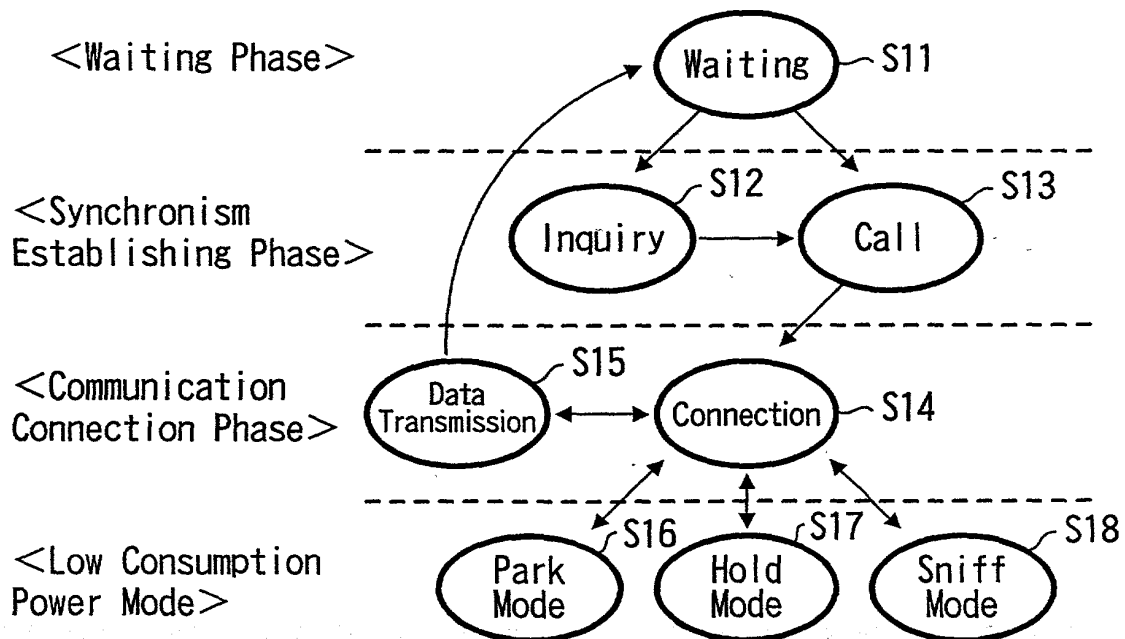 <Waiting Phase>
Waiting
S11
<Synchronism
Establishing Phase>
Inquiry
S12
Call
S13
<Communication
Connection Phase>
Data
Transmission
S15
Connection
S14
<Low Consumption
Power Mode>
Park
Mode
S16
Hold
Mode
S17
Sniff
Mode
S18